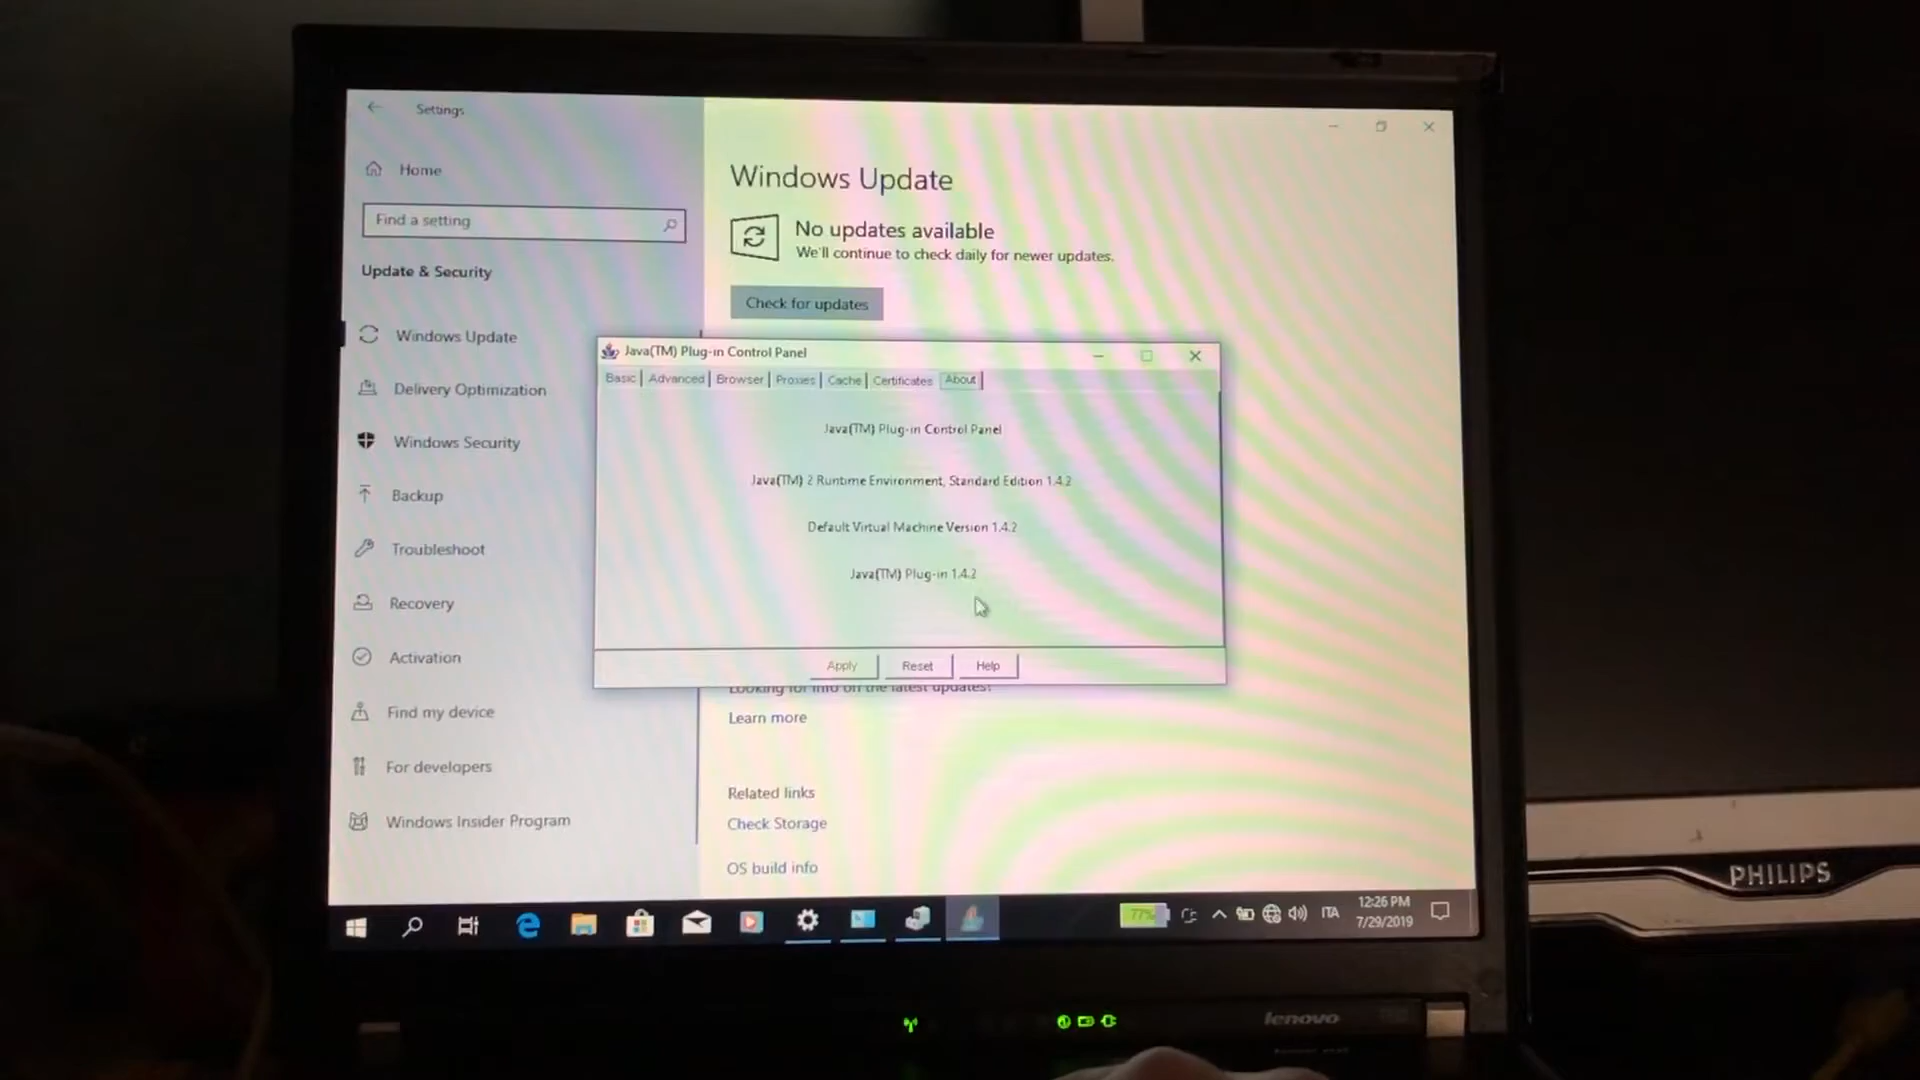 Settings
Home
Find a setting
Update & Security
Windows Update
Delivery Optimization
Windows Security
Backup
Troubleshoot
Recovery
Activation
Find my device
For developers
Windows Insider Program
Windows Update
No updates available
We'll continue to check daily for newer updates.
Check for updates
Java(TM) Plug-in Control Panel
Basic Advanced Browser Proxies Cache Certificates About
Java(TM) Plug-in Control Panel
Java(TM) 2 Runtime Environment, Standard Edition 1.4.2
Default Virtual Machine Version 1.4.2
Java(TM) Plug-in 1.4.2
Apply Reset Help
Looking for info on the latest updates?
Learn more
Related links
Check Storage
OS build info
77%
ITA
12:26 PM
7/29/2019
lenovo
PHILIPS